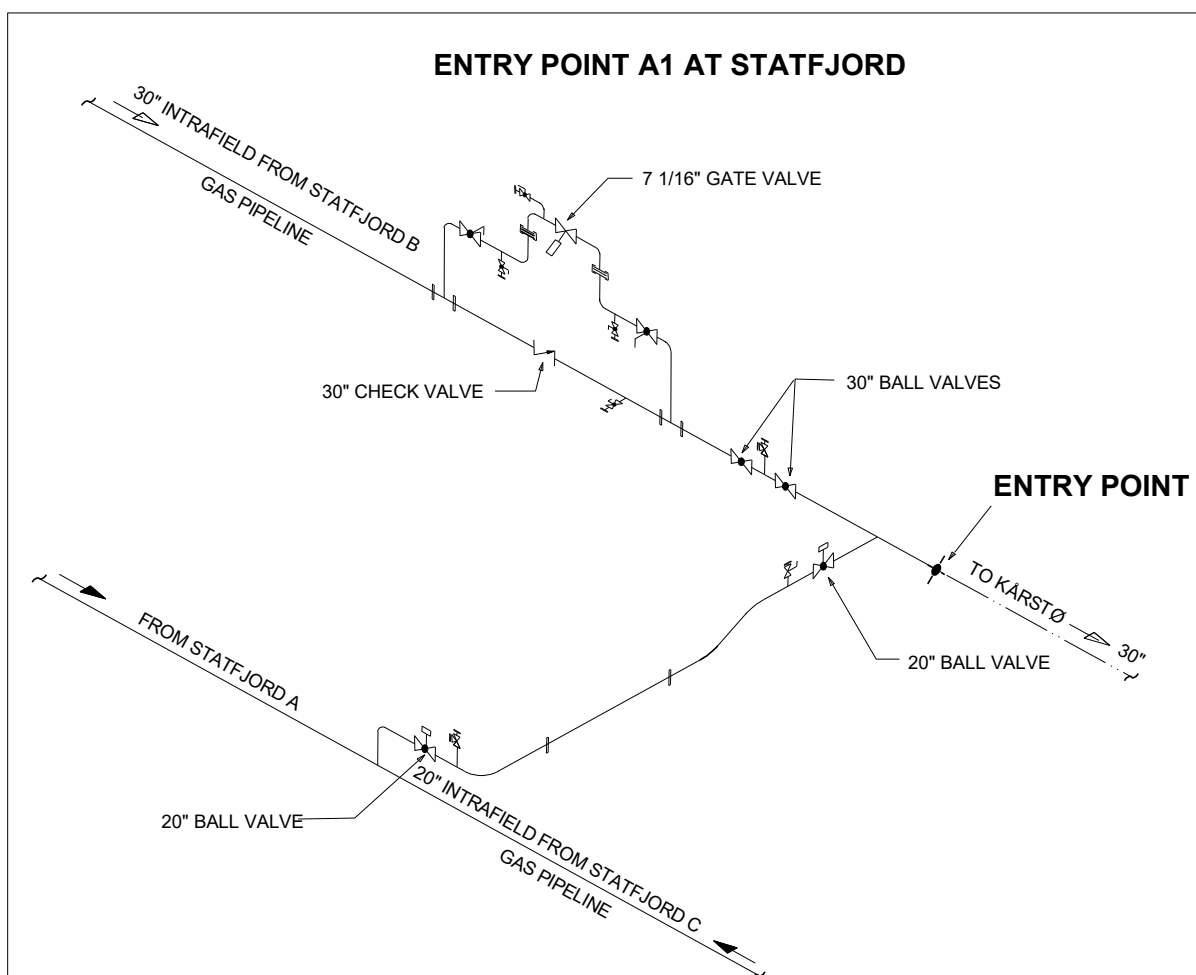 ENTRY POINT A1 AT STATFJORD
30" INTRAFIELD FROM STATFJORD B
GAS PIPELINE
7 1/16" GATE VALVE
30" CHECK VALVE
30" BALL VALVES
ENTRY POINT
TO KÅRSTØ
30"
20" BALL VALVE
FROM STATFJORD A
20" BALL VALVE
20" INTRAFIELD FROM STATFJORD C
GAS PIPELINE